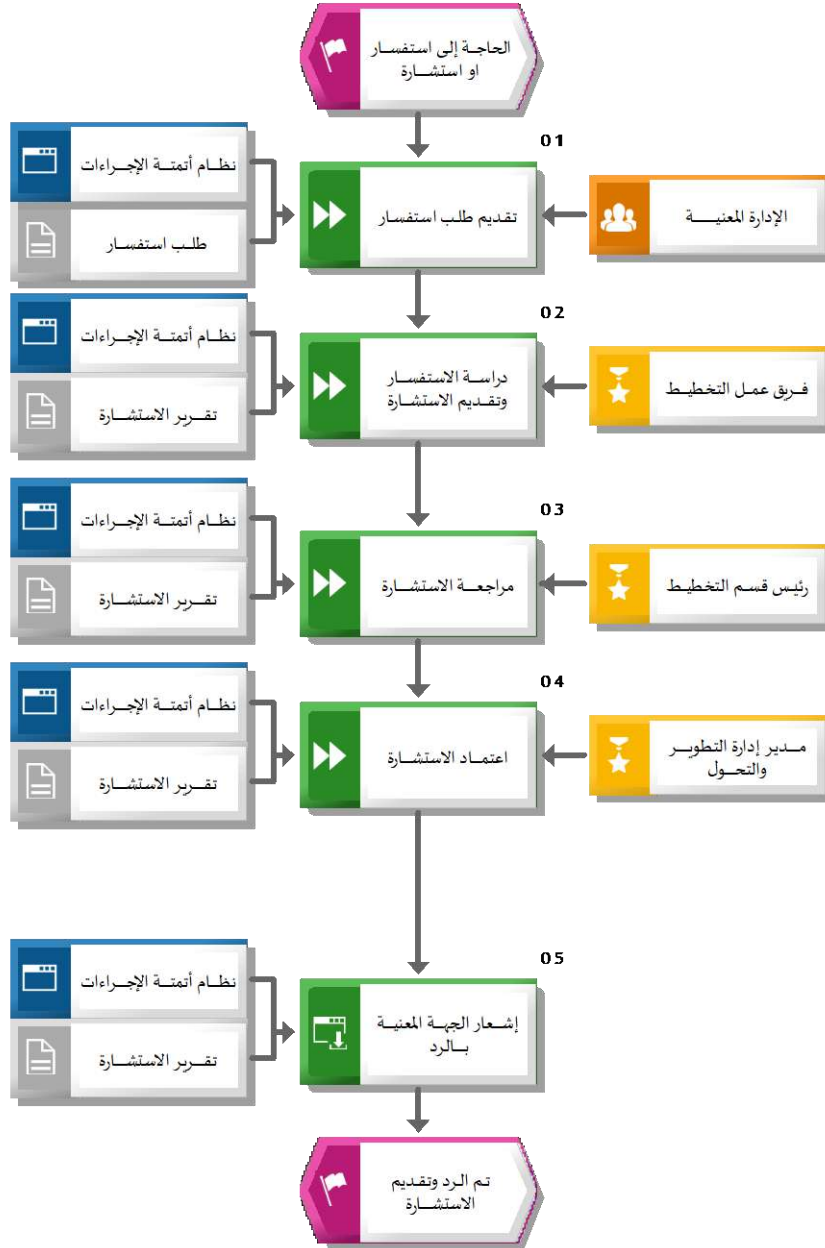 الحاجة إلى استفسار
او استشارة
01
الإدارة المعنية
تقديم طلب استفسار
نظام أتمتة الإجراءات
طلب استفسار
02
فريق عمل التخطيط
دراسة الاستفسار
وتقديم الاستشارة
نظام أتمتة الإجراءات
تقرير الاستشارة
03
رئيس قسم التخطيط
مراجعة الاستشارة
نظام أتمتة الإجراءات
تقرير الاستشارة
04
مدير إدارة التطوير
والتحول
اعتماد الاستشارة
نظام أتمتة الإجراءات
تقرير الاستشارة
05
إشعار الجهة المعنية
بالرد
نظام أتمتة الإجراءات
تقرير الاستشارة
تم الرد وتقديم
الاستشارة